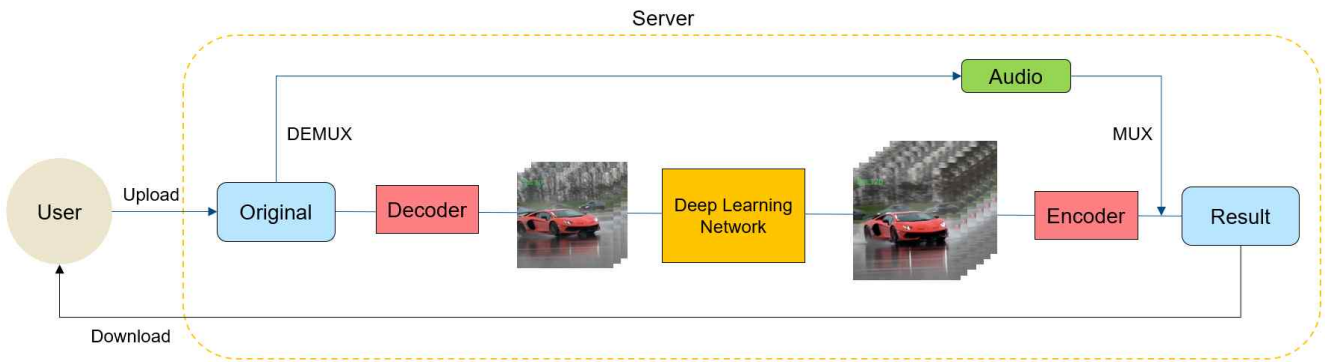 Server
Audio
DEMUX
MUX
User
Upload
Original
Decoder
Deep Learning
Network
Encoder
Result
Download